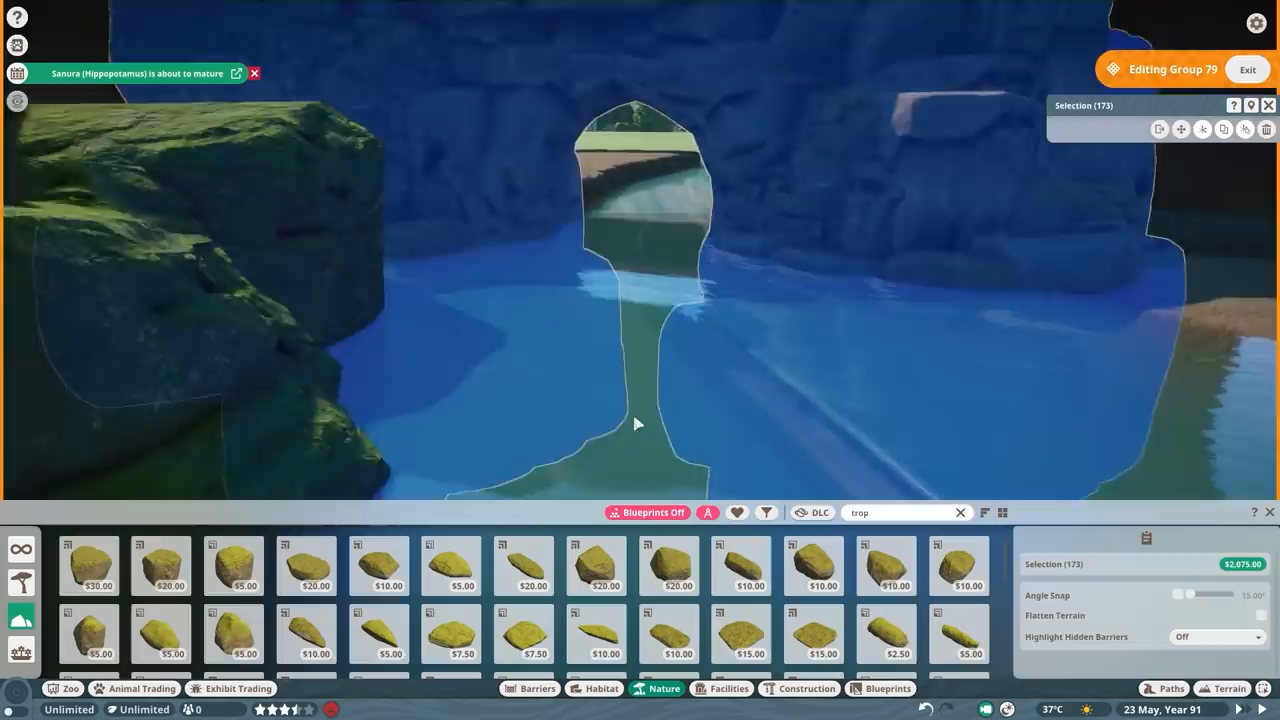 ?
Sanura (Hippopotamus) is about to mature
Editing Group 79
Exit
Selection (173)
?
Blueprints Off
DLC
trop
?
$30.00
$20.00
$5.00
$20.00
$10.00
$5.00
$20.00
$20.00
$20.00
$10.00
$10.00
$10.00
$10.00
$5.00
$5.00
$5.00
$10.00
$5.00
$7.50
$7.50
$10.00
$10.00
$15.00
$15.00
$2.50
$5.00
Selection (173)
$2,075.00
Angle Snap
15.00°
Flatten Terrain
Highlight Hidden Barriers
Off
Zoo
Animal Trading
Exhibit Trading
Barriers
Habitat
Nature
Facilities
Construction
Blueprints
Paths
Terrain
Unlimited
Unlimited
0
37°C
23 May, Year 91